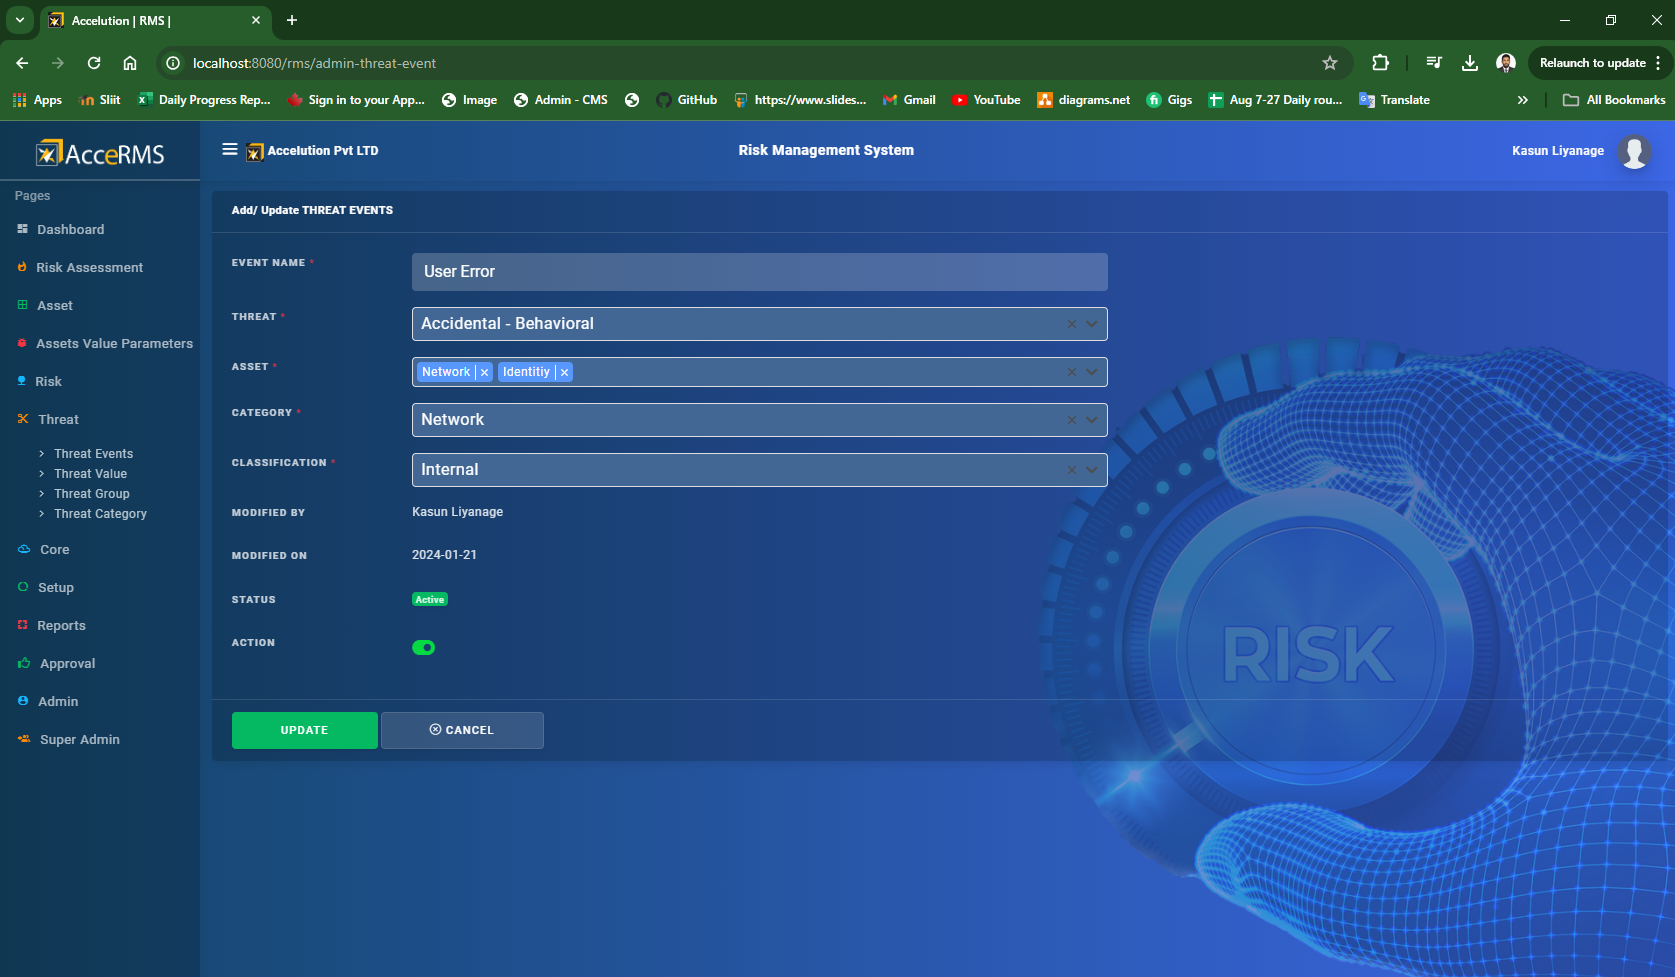 Accelution | RMS |
localhost:8080/rms/admin-threat-event
Relaunch to update
Apps
Sliit
Daily Progress Rep...
Sign in to your App...
Image
Admin - CMS
GitHub
https://www.slides...
Gmail
YouTube
diagrams.net
Gigs
Aug 7-27 Daily rou...
Translate
All Bookmarks
AcceRMS
Accelution Pvt LTD
Risk Management System
Kasun Liyanage
Pages
Dashboard
Risk Assessment
Asset
Assets Value Parameters
Risk
Threat
Threat Events
Threat Value
Threat Group
Threat Category
Core
Setup
Reports
Approval
Admin
Super Admin
Add/ Update THREAT EVENTS
EVENT NAME *
User Error
THREAT *
Accidental - Behavioral
ASSET *
Network | × Identitiy | ×
CATEGORY *
Network
CLASSIFICATION *
Internal
MODIFIED BY
Kasun Liyanage
MODIFIED ON
2024-01-21
STATUS
Active
ACTION
UPDATE
CANCEL
RISK